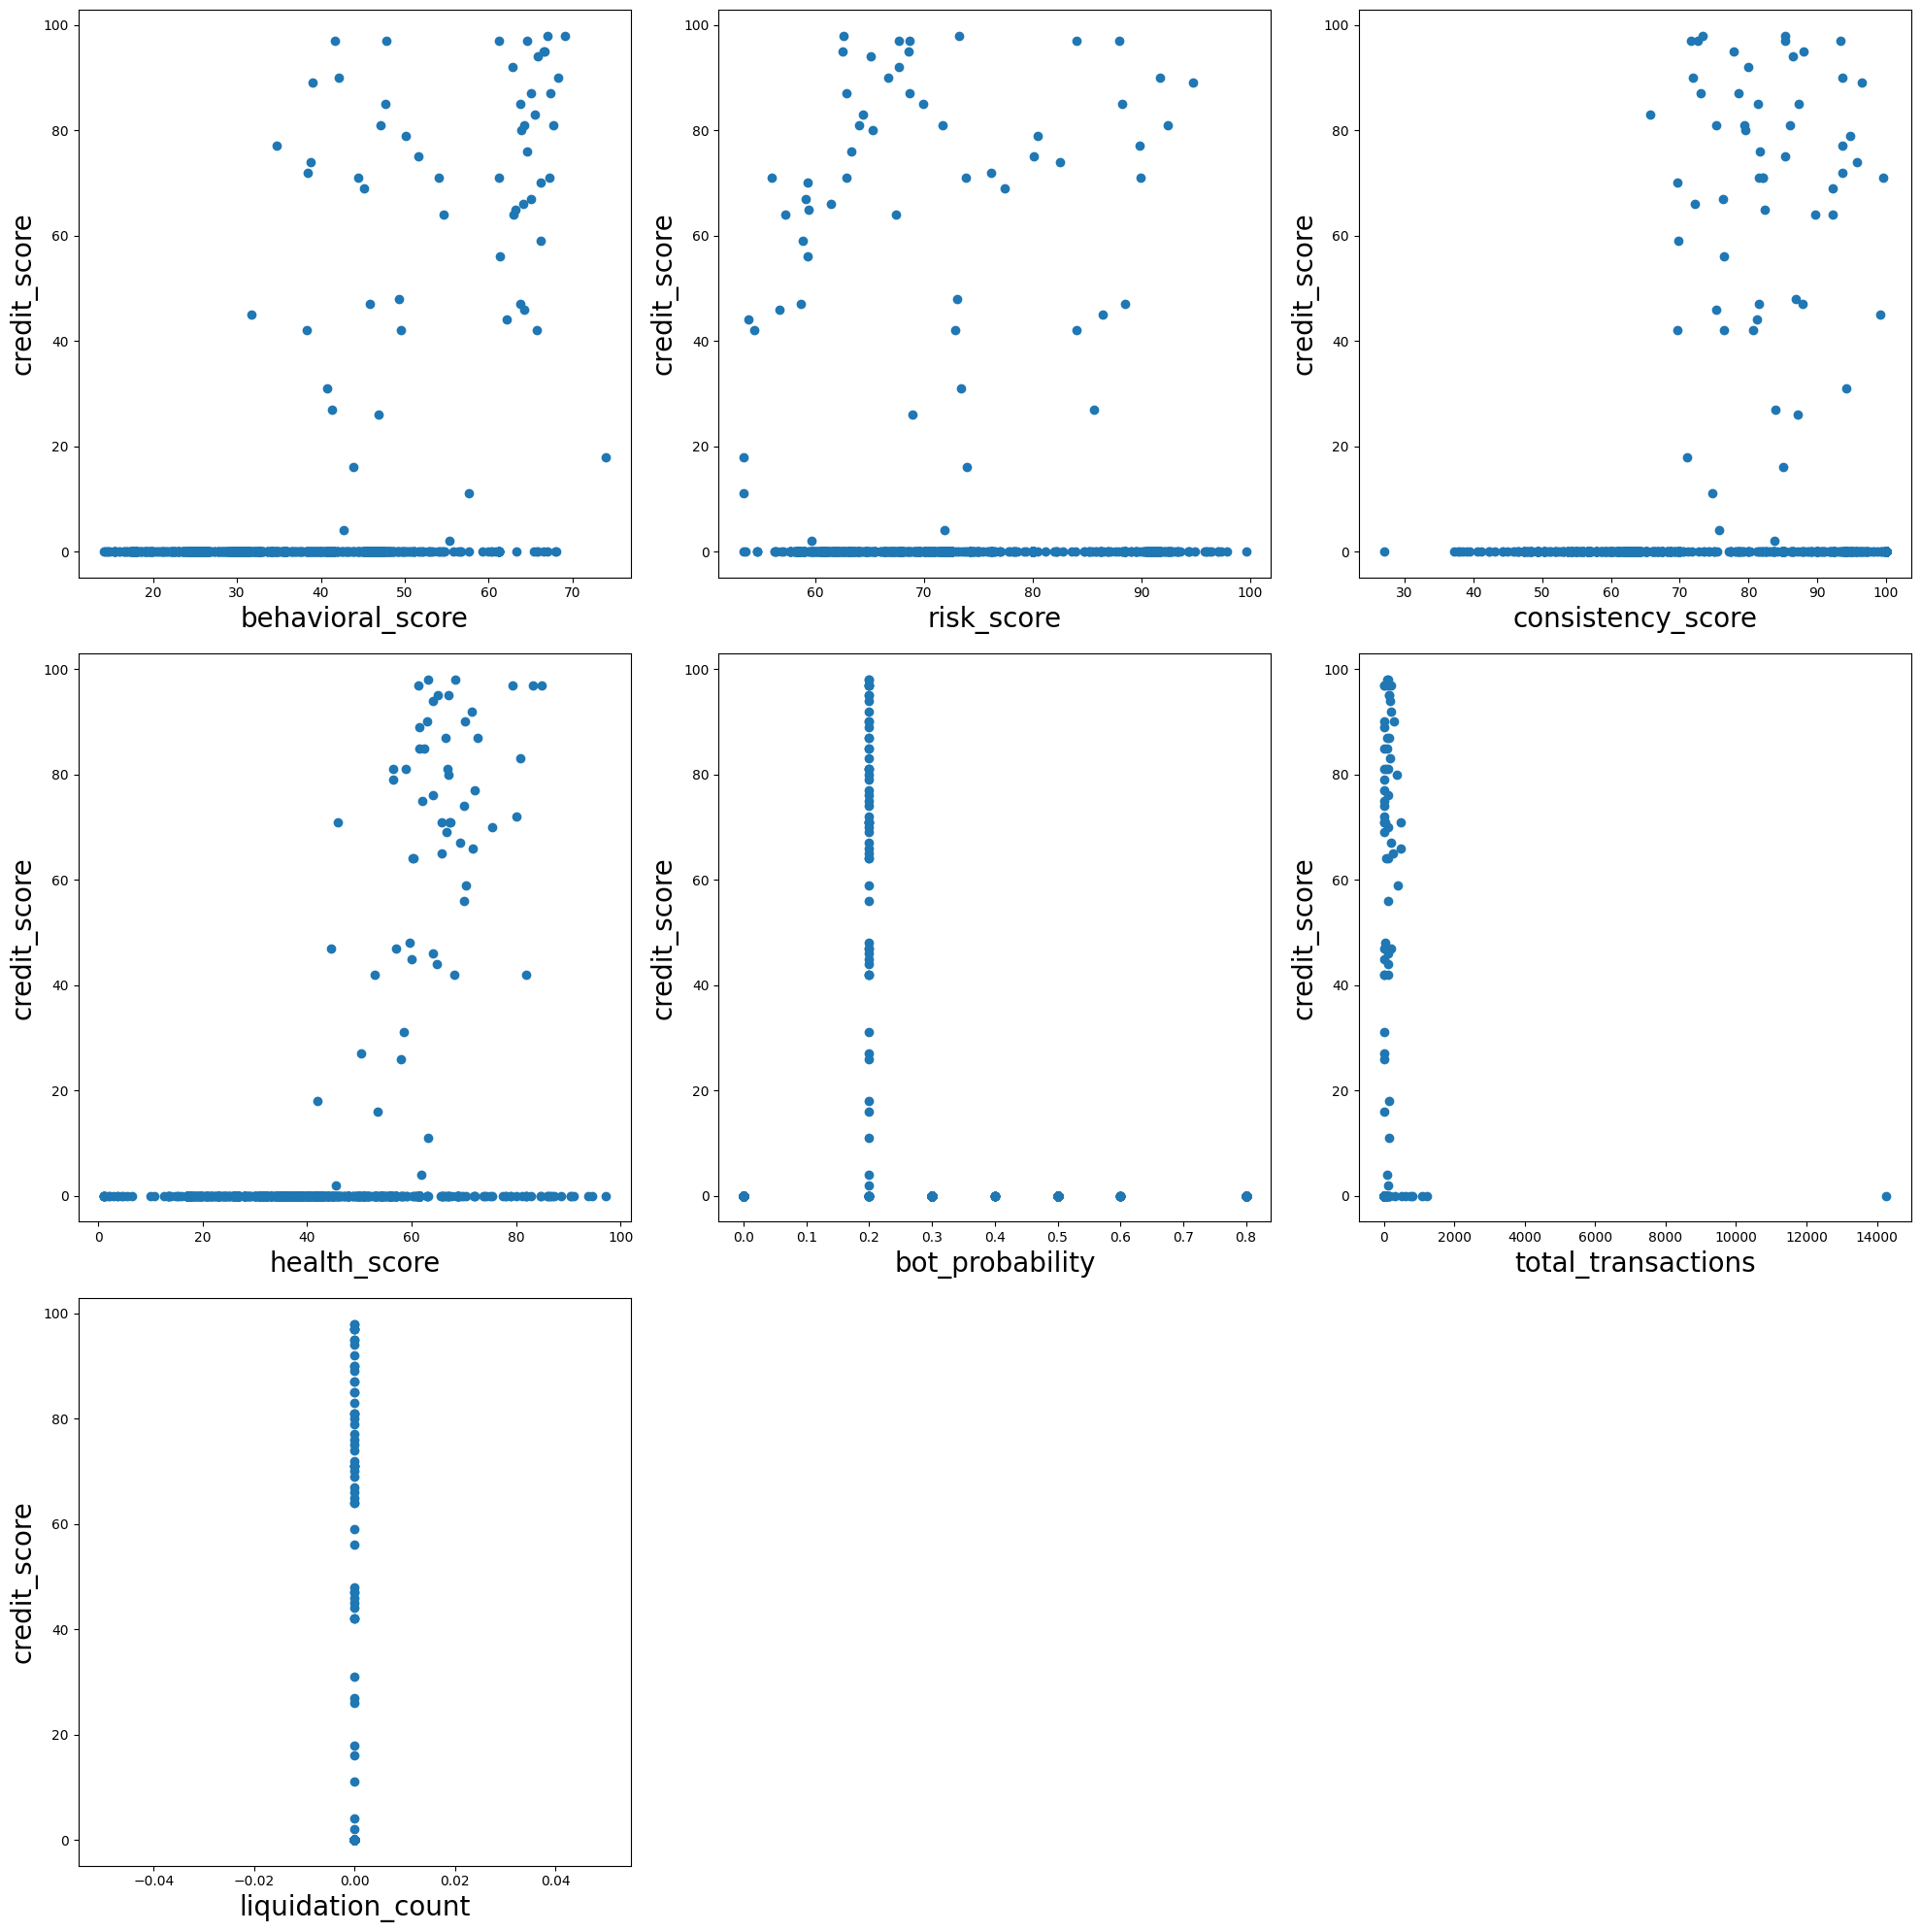 100
80
60
40
20
0
credit_score
20 30 40 50 60 70
behavioral_score
100
80
60
40
20
0
credit_score
60 70 80 90 100
risk_score
100
80
60
40
20
0
credit_score
30 40 50 60 70 80 90 100
consistency_score
100
80
60
40
20
0
credit_score
0 20 40 60 80 100
health_score
100
80
60
40
20
0
credit_score
0.0 0.1 0.2 0.3 0.4 0.5 0.6 0.7 0.8
bot_probability
100
80
60
40
20
0
credit_score
0 2000 4000 6000 8000 10000 12000 14000
total_transactions
100
80
60
40
20
0
credit_score
−0.04 −0.02 0.00 0.02 0.04
liquidation_count